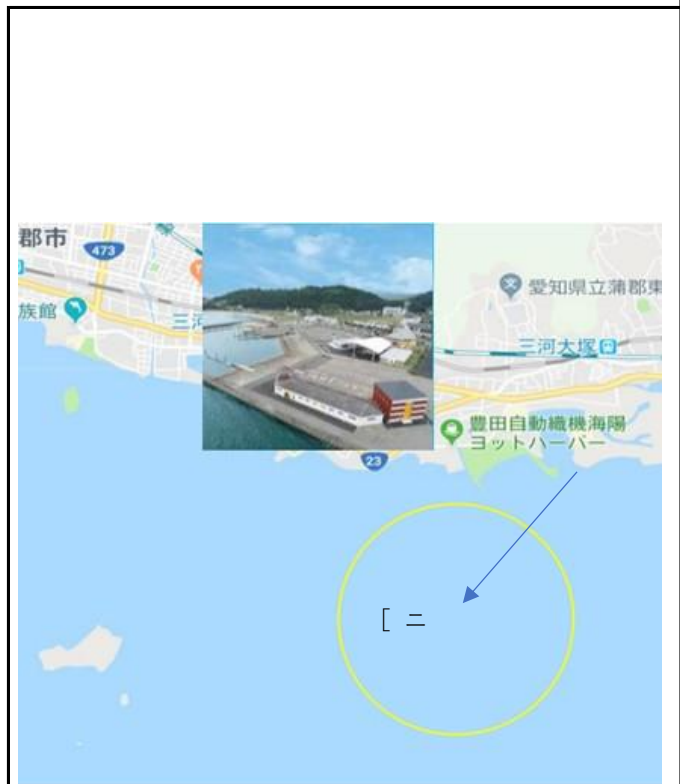 郡市
473
族館
三河
愛知県立蒲郡東
三河大塚
豊田自動織機海陽
ヨットハーバー
23
[ ニ